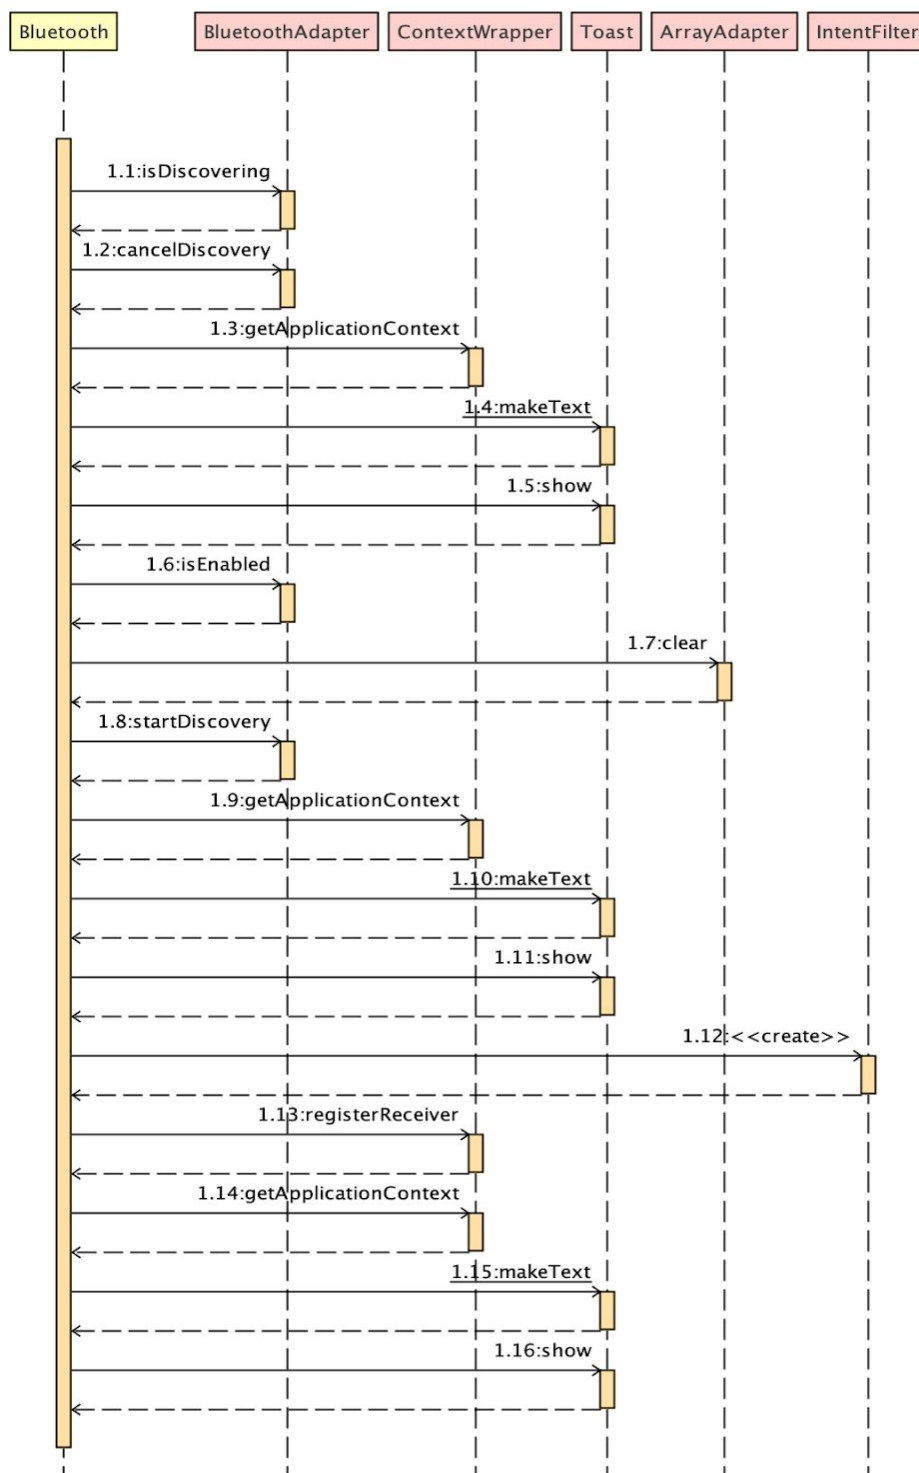 Bluetooth BluetoothAdapter ContextWrapper Toast ArrayAdapter IntentFilter
1.1:isDiscovering
1.2:cancelDiscovery
1.3:getApplicationContext
1.4:makeText
1.5:show
1.6:isEnabled
1.7:clear
1.8:startDiscovery
1.9:getApplicationContext
1.10:makeText
1.11:show
1.12:<<create>>
1.13:registerReceiver
1.14:getApplicationContext
1.15:makeText
1.16:show